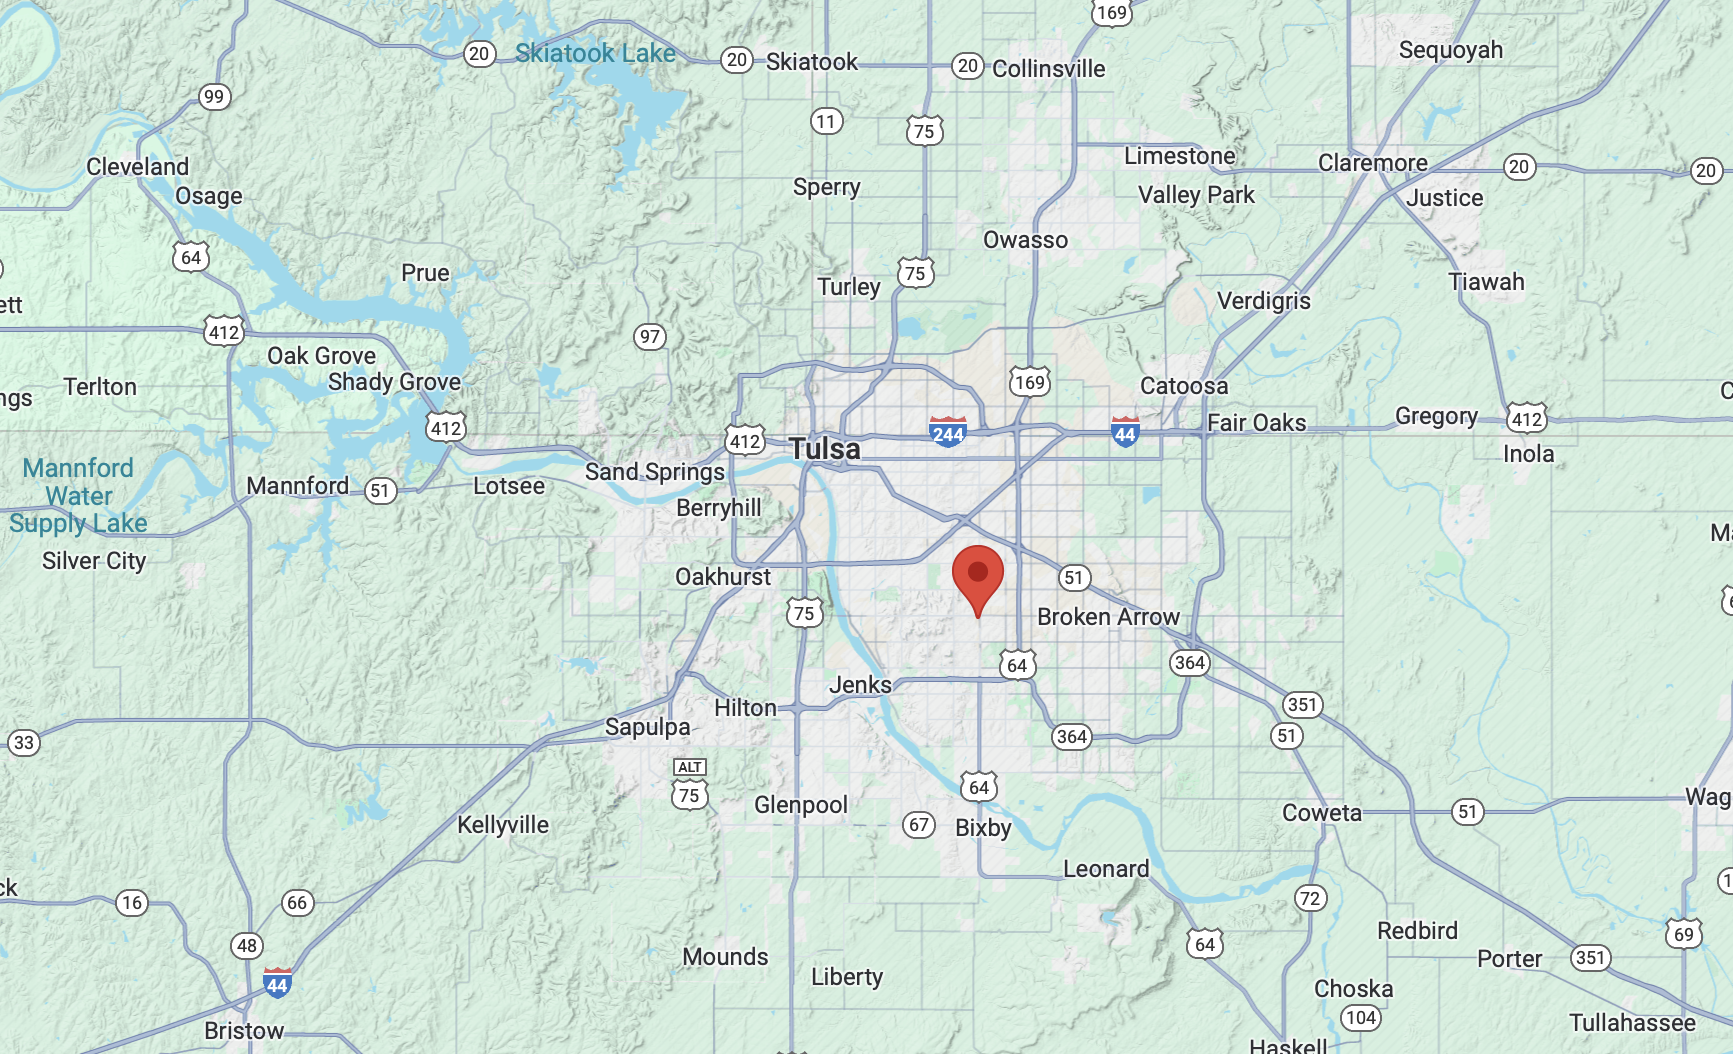 169
Sequoyah
20
Skiatook Lake
20
Skiatook
20
Collinsville
99
11
75
Limestone
Claremore
20
20
Cleveland
Osage
Sperry
Valley Park
Justice
Owasso
64
Prue
75
Turley
Tiawah
Verdigris
ett
412
97
Oak Grove
Shady Grove
169
Catoosa
Terlton
ngs
C
412
412
Tulsa
244
44
Fair Oaks
Gregory
412
Inola
Mannford
Water
Supply Lake
Mannford
51
Lotsee
Sand Springs
Berryhill
Ma
Silver City
Oakhurst
51
75
Broken Arrow
6
64
364
Jenks
Hilton
Sapulpa
351
51
33
364
ALT
75
64
Glenpool
Wag
Kellyville
67
Bixby
Coweta
51
Leonard
ck
16
66
72
1
48
Redbird
69
64
Mounds
Liberty
Porter
351
44
Choska
104
Bristow
Tullahassee
Haskell